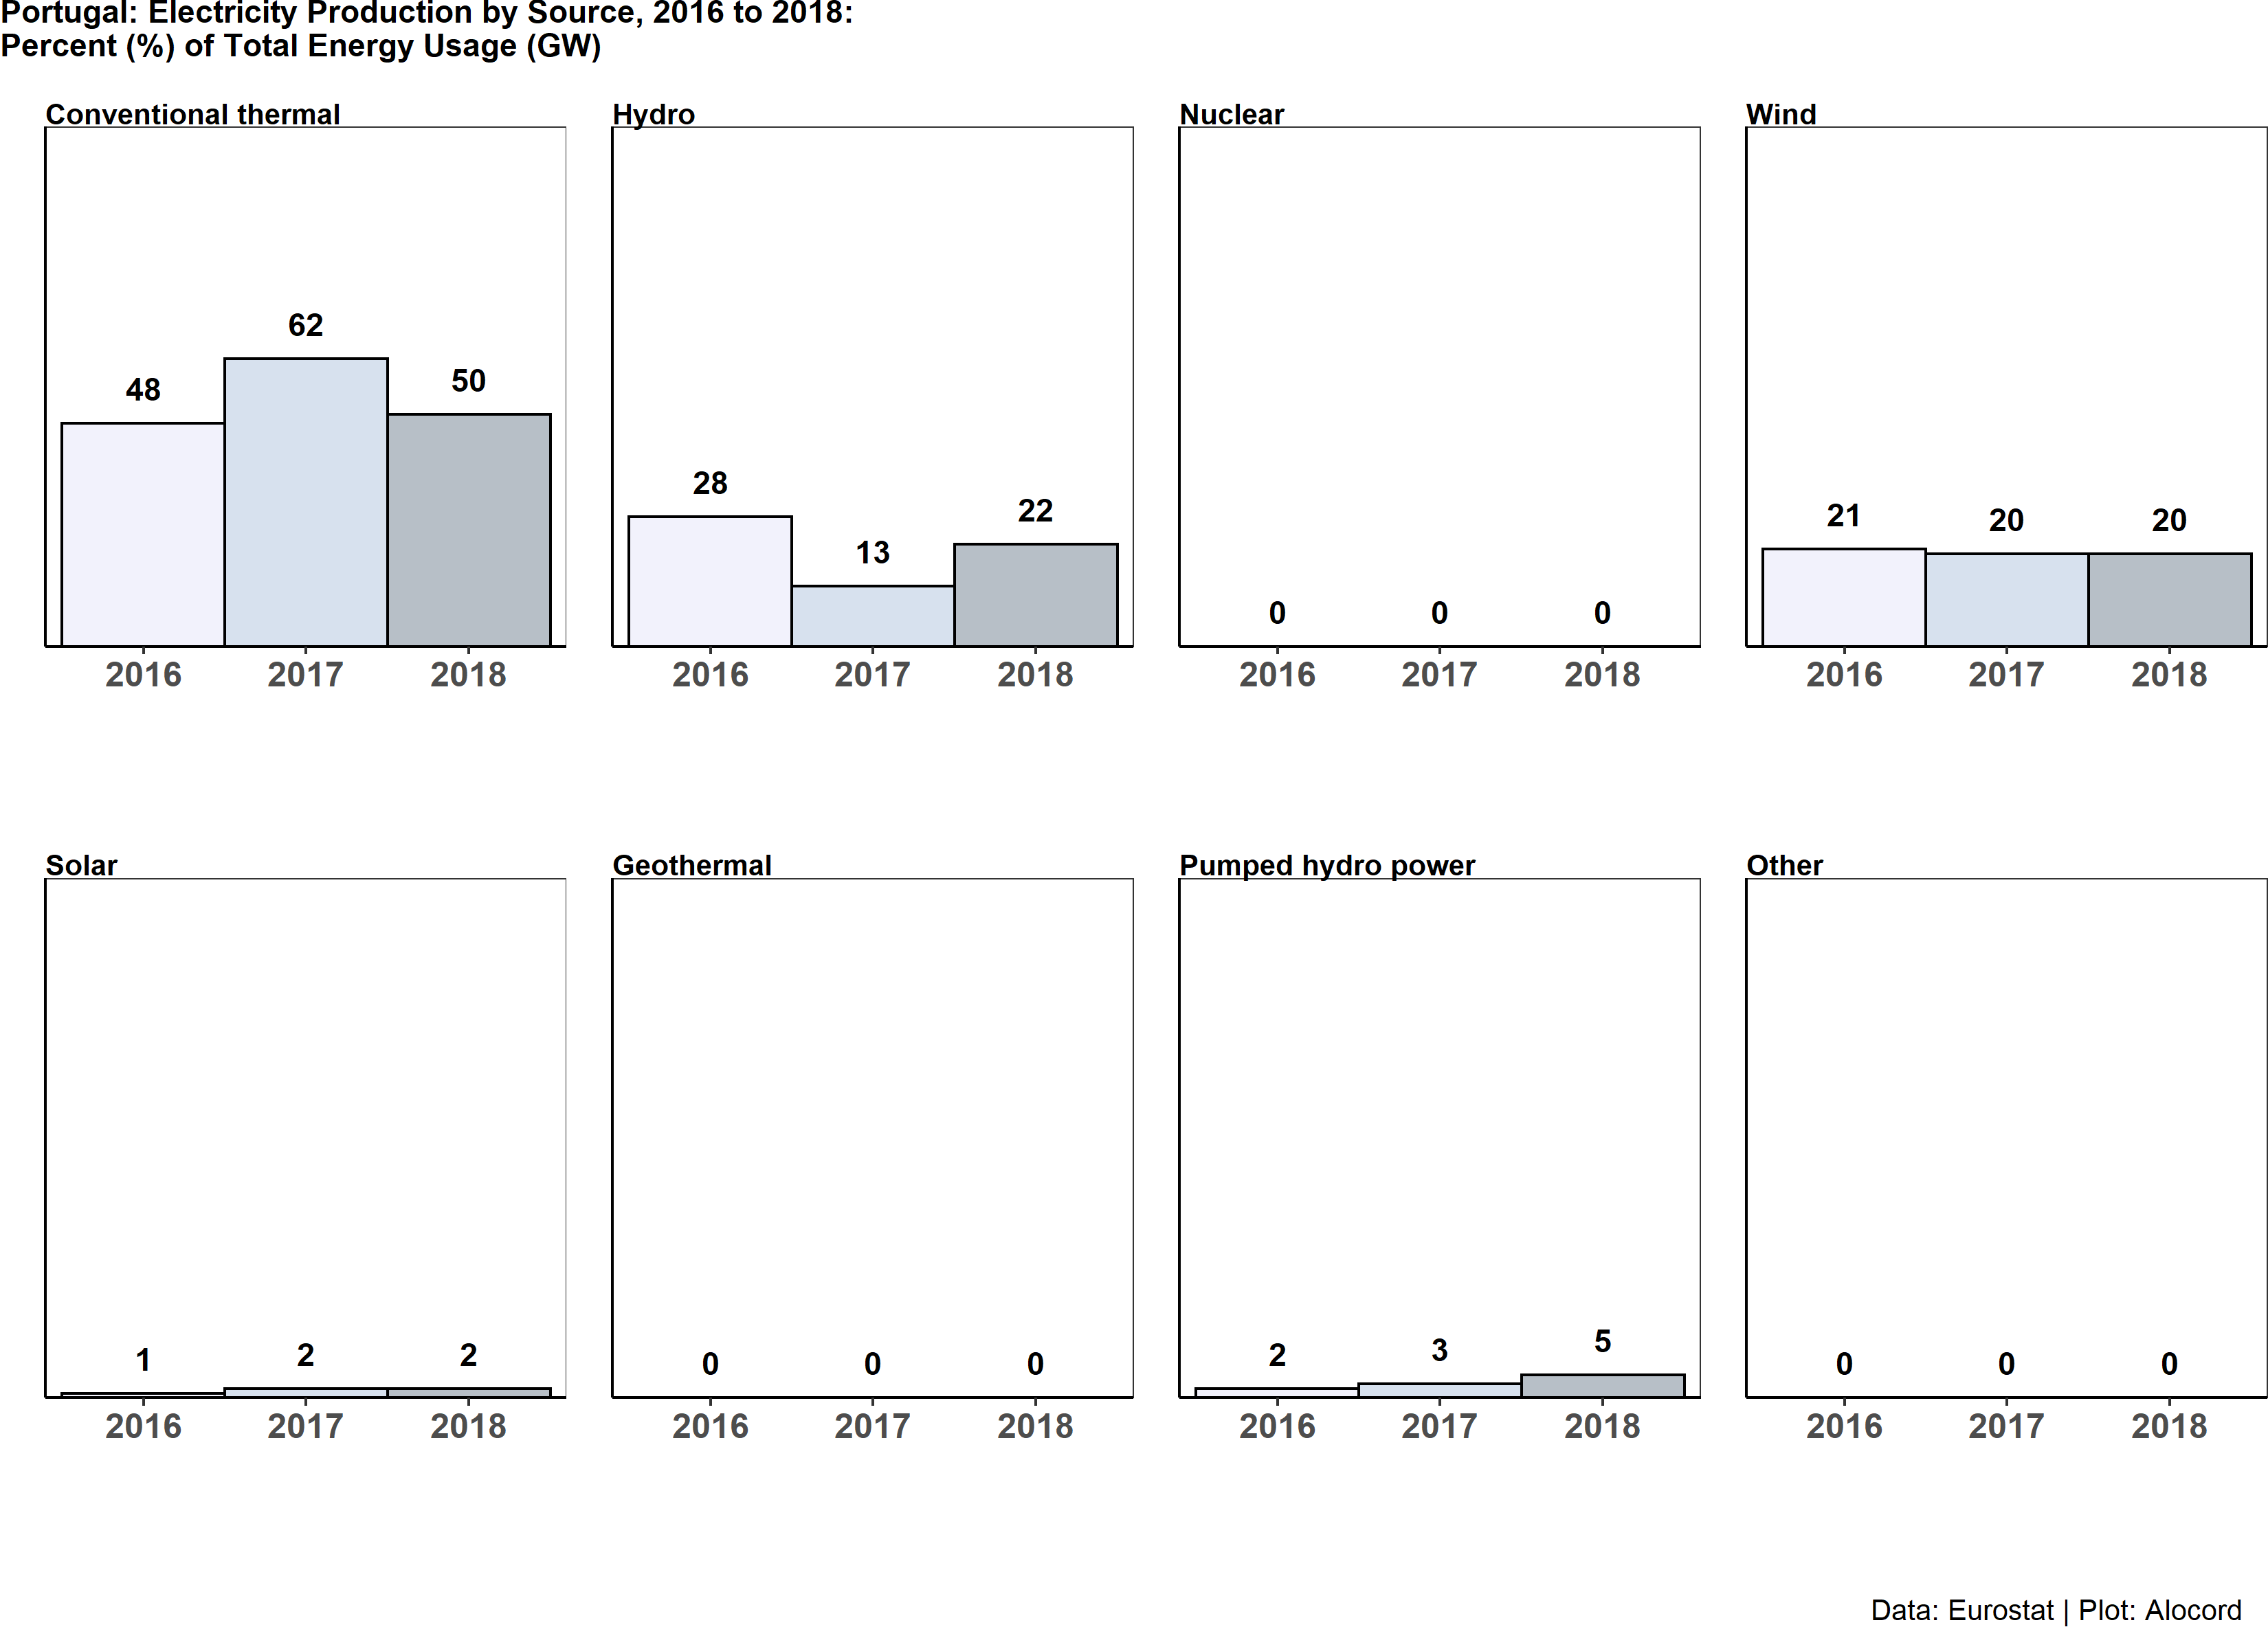 Portugal: Electricity Production by Source, 2016 to 2018:
Percent (%) of Total Energy Usage (GW)
Conventional thermal
48
62
50
2016 2017 2018
Hydro
28
13
22
2016 2017 2018
Nuclear
0 0 0
2016 2017 2018
Wind
21
20
20
2016 2017 2018
Solar
1
2
2
2016 2017 2018
Geothermal
0 0 0
2016 2017 2018
Pumped hydro power
2
3
5
2016 2017 2018
Other
0 0 0
2016 2017 2018
Data: Eurostat | Plot: Alocord